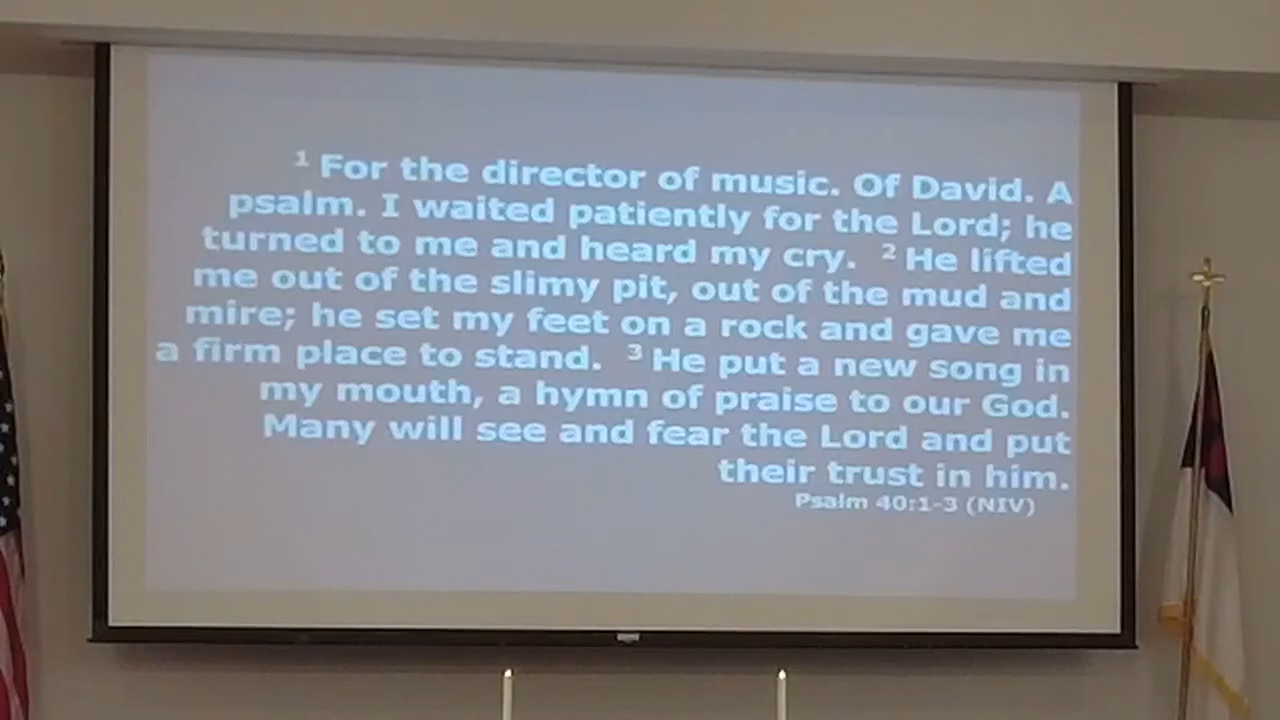 1 For the director of music. Of David. A
psalm. I waited patiently for the Lord; he
turned to me and heard my cry. 2 He lifted
me out of the slimy pit, out of the mud and
mire; he set my feet on a rock and gave me
a firm place to stand. 3 He put a new song in
my mouth, a hymn of praise to our God.
Many will see and fear the Lord and put
their trust in him.
Psalm 40:1-3 (NIV)